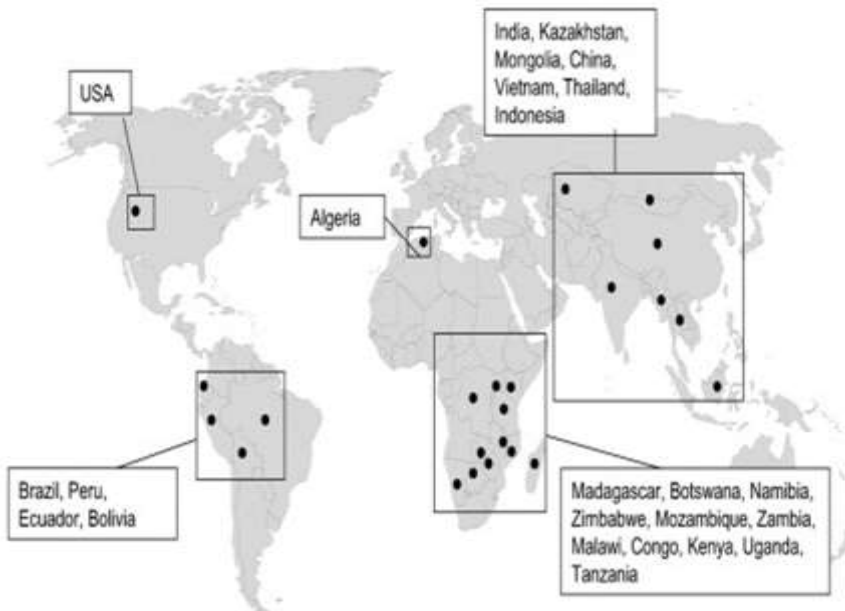 India, Kazakhstan,
Mongolia, China,
Vietnam, Thailand,
Indonesia
USA
Algeria
Brazil, Peru,
Ecuador, Bolivia
Madagascar, Botswana, Namibia,
Zimbabwe, Mozambique, Zambia,
Malawi, Congo, Kenya, Uganda,
Tanzania